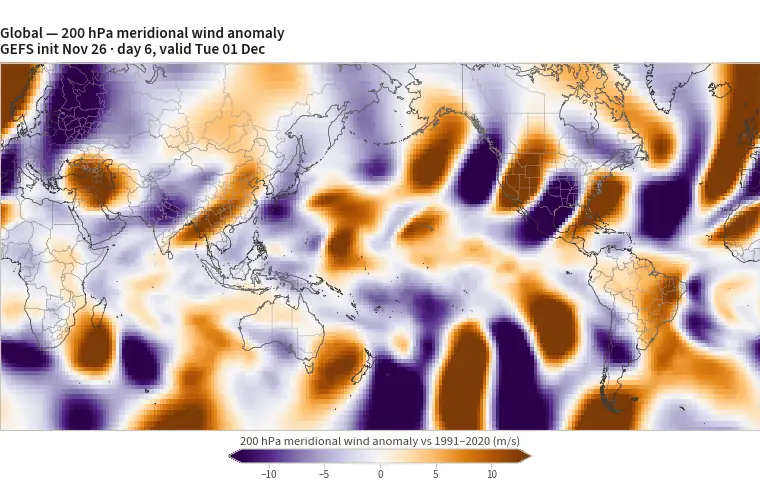 Global — 200 hPa meridional wind anomaly
GEFS init Nov 26 · day 6, valid Tue 01 Dec
200 hPa meridional wind anomaly vs 1991–2020 (m/s)
−10 −5 0 5 10